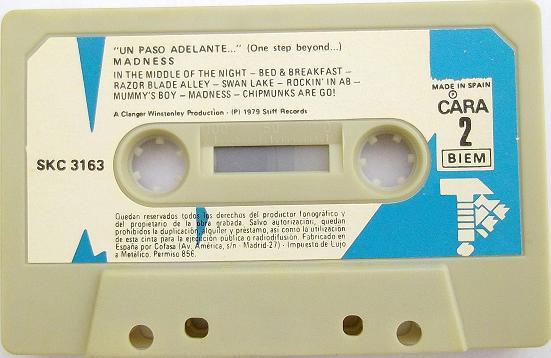 "UN PASO ADELANTE..." (One step beyond...)
MADNESS
IN THE MIDDLE OF THE NIGHT – BED & BREAKFAST –
RAZOR BLADE ALLEY – SWAN LAKE – ROCKIN' IN AB –
MUMMY'S BOY – MADNESS – CHIPMUNKS ARE GO!
A Clanger Winstanley Production · (P) 1979 Stiff Records
MADE IN SPAIN
CARA
2
BIEM
SKC 3163
Quedan reservados todos los derechos del productor fonográfico y
del propietario de la obra grabada. Salvo autorización, quedan
prohibidos la duplicación, alquiler y préstamo, así como la utilización
de esta cinta para la ejecución pública o radiodifusión. Fabricado en
España por Cofasa (Av. América, s/n · Madrid-27) · Impuesto de Lujo
a Metálico. Permiso 856.